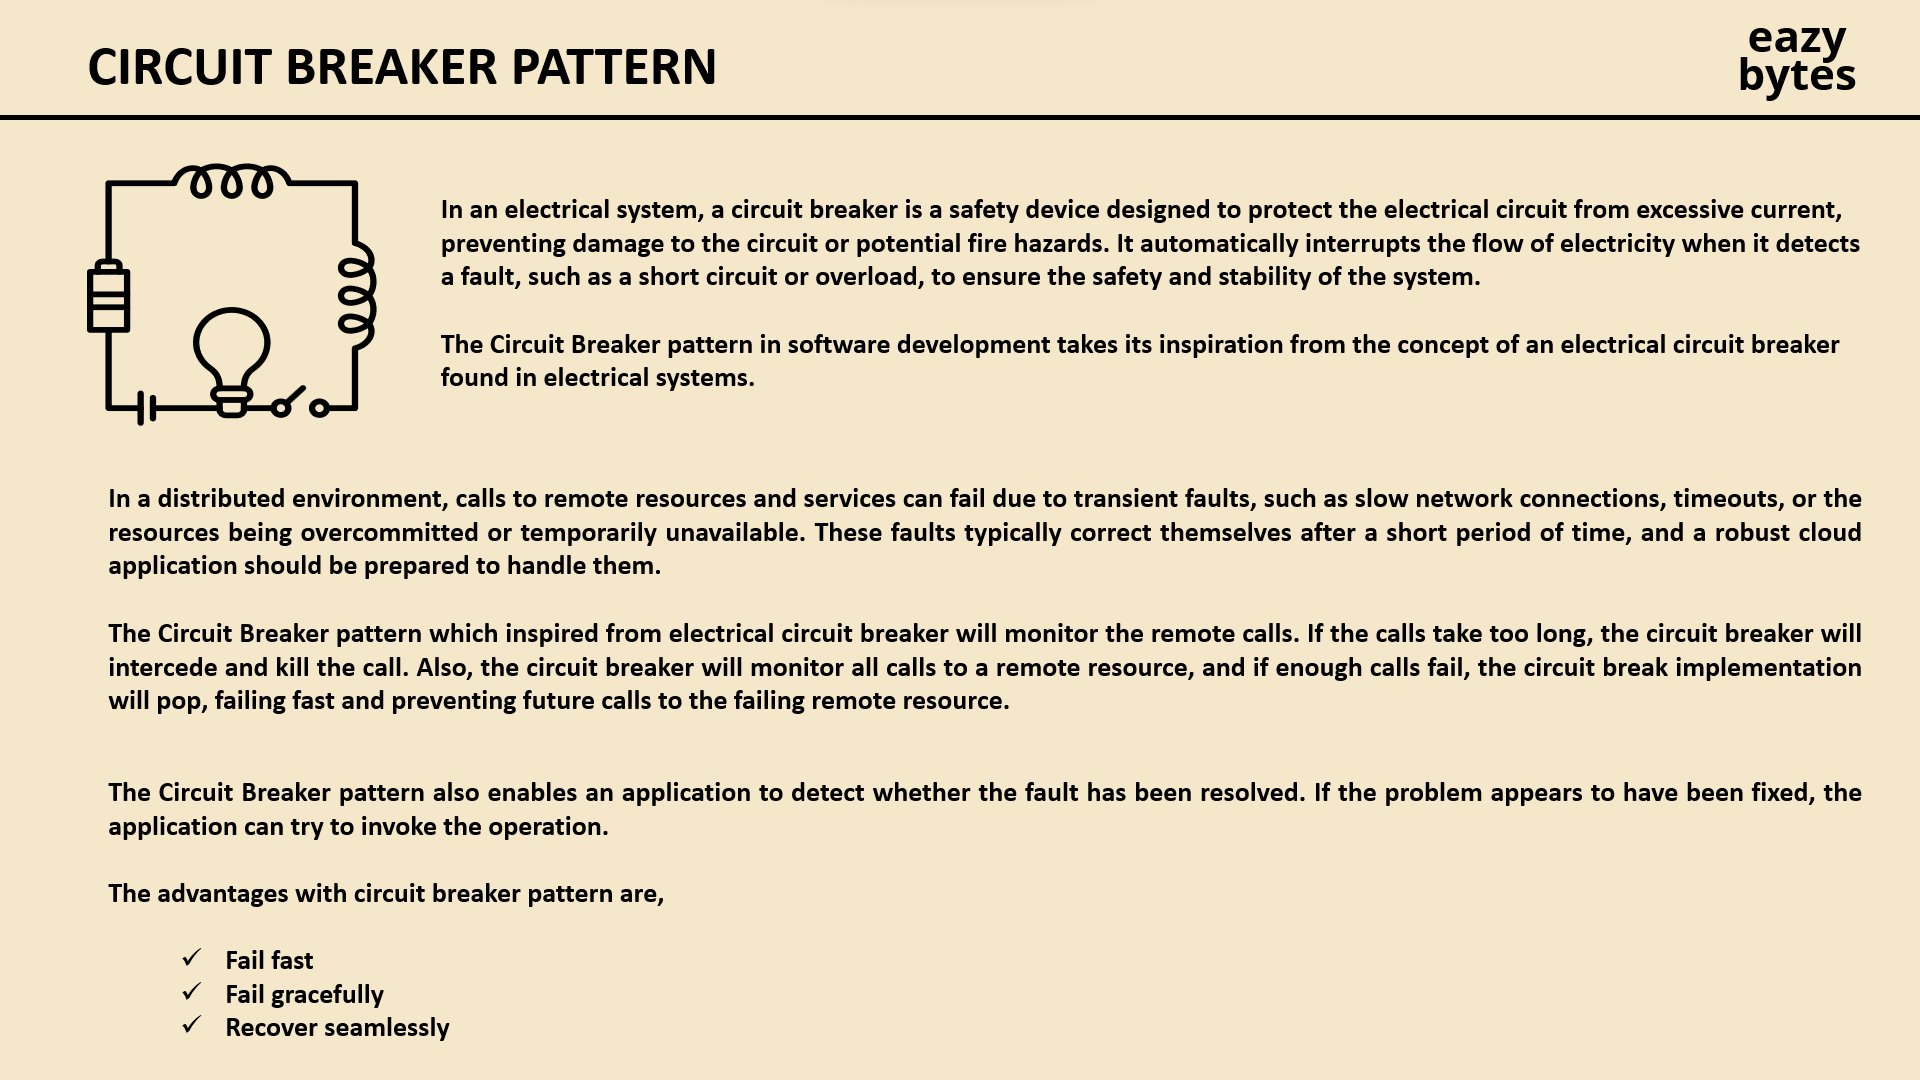 CIRCUIT BREAKER PATTERN
eazy
bytes
In an electrical system, a circuit breaker is a safety device designed to protect the electrical circuit from excessive current,
preventing damage to the circuit or potential fire hazards. It automatically interrupts the flow of electricity when it detects
a fault, such as a short circuit or overload, to ensure the safety and stability of the system.
The Circuit Breaker pattern in software development takes its inspiration from the concept of an electrical circuit breaker
found in electrical systems.
In a distributed environment, calls to remote resources and services can fail due to transient faults, such as slow network connections, timeouts, or the
resources being overcommitted or temporarily unavailable. These faults typically correct themselves after a short period of time, and a robust cloud
application should be prepared to handle them.
The Circuit Breaker pattern which inspired from electrical circuit breaker will monitor the remote calls. If the calls take too long, the circuit breaker will
intercede and kill the call. Also, the circuit breaker will monitor all calls to a remote resource, and if enough calls fail, the circuit break implementation
will pop, failing fast and preventing future calls to the failing remote resource.
The Circuit Breaker pattern also enables an application to detect whether the fault has been resolved. If the problem appears to have been fixed, the
application can try to invoke the operation.
The advantages with circuit breaker pattern are,
✓ Fail fast
✓ Fail gracefully
✓ Recover seamlessly